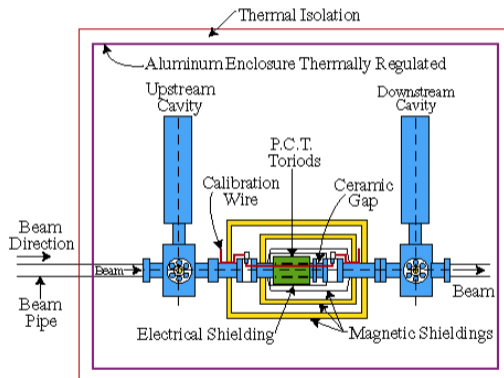 Thermal Isolation
Aluminum Enclosure Thermally Regulated
Upstream
Cavity
Downstream
Cavity
P.C.T.
Toriods
Calibration
Wire
Ceramic
Gap
Beam
Direction
Beam
Beam
Pipe
Beam
Electrical Shielding
Magnetic Shieldings